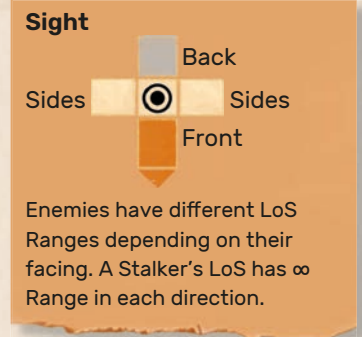 Sight
Back
Sides
Sides
Front
Enemies have different LoS
Ranges depending on their
facing. A Stalker's LoS has ∞
Range in each direction.